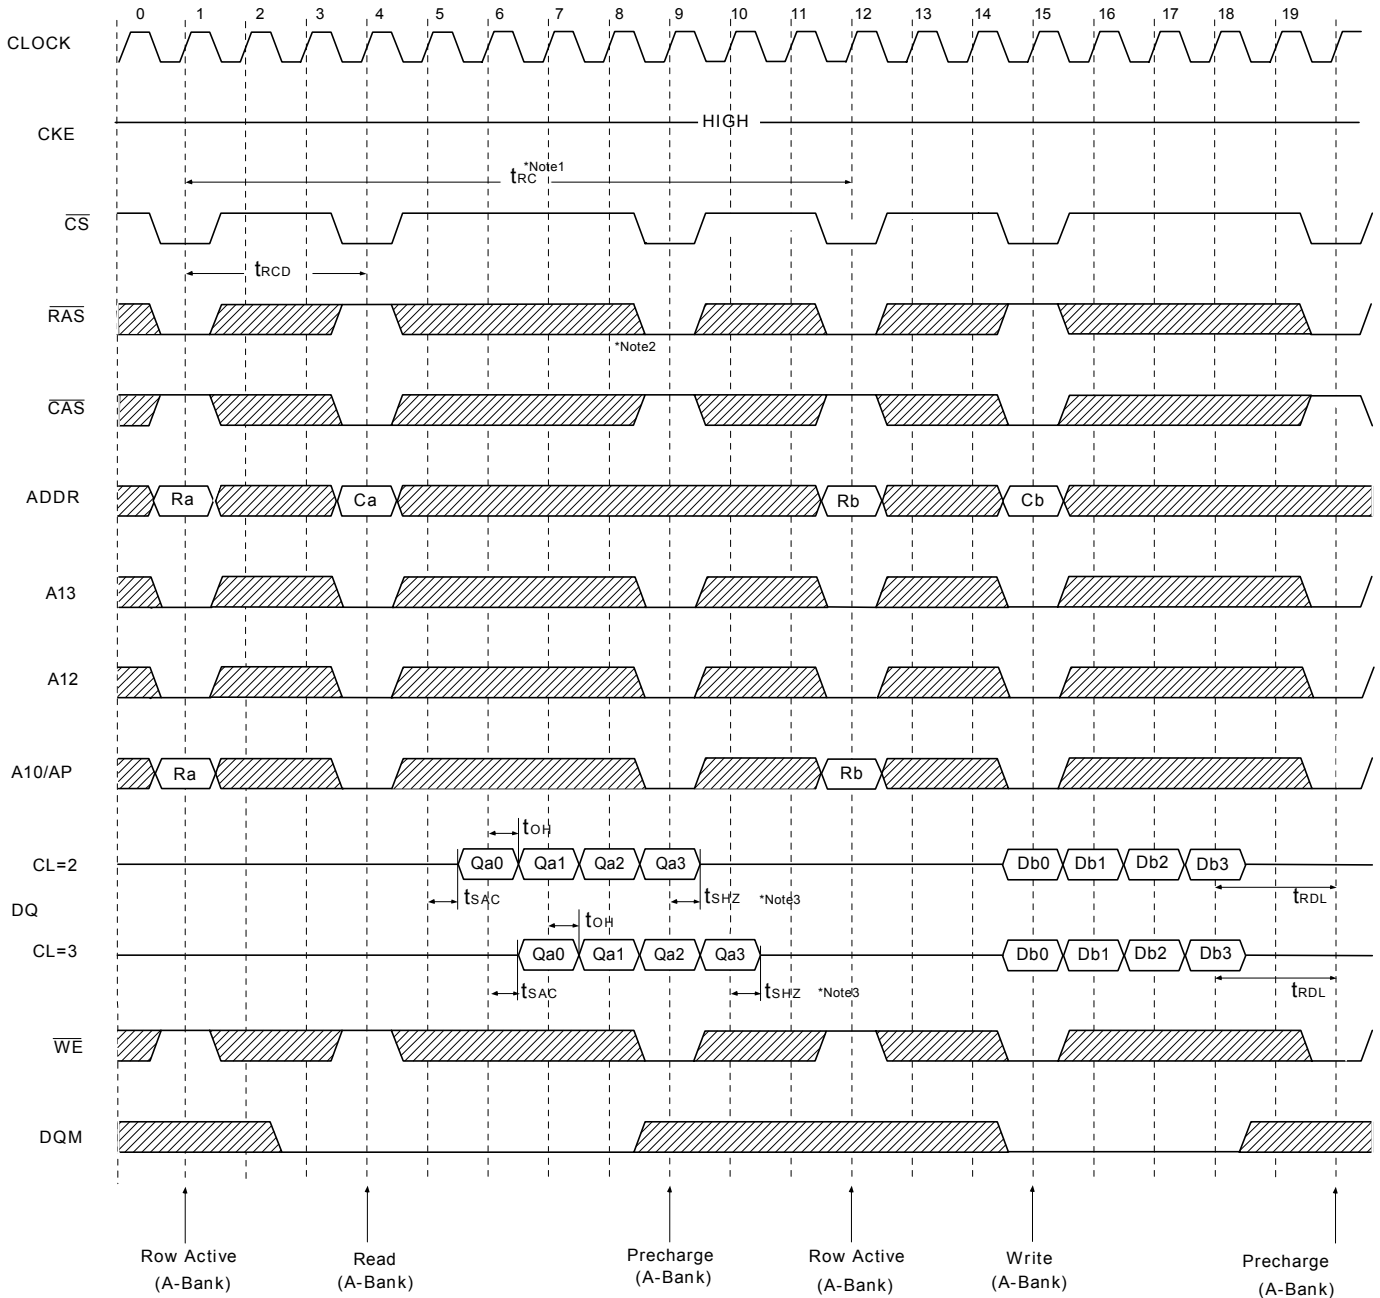 0 1 2 3 4 5 6 7 8 9 10 11 12 13 14 15 16 17 18 19
CLOCK
CKE
HIGH
tRC *Note1
CS
tRCD
RAS
*Note2
CAS
ADDR Ra Ca Rb Cb
A13
A12
A10/AP Ra Rb
tOH
CL=2 Qa0 Qa1 Qa2 Qa3 Db0 Db1 Db2 Db3
tSAC tSHZ *Note3 tRDL
DQ
tOH
CL=3 Qa0 Qa1 Qa2 Qa3 Db0 Db1 Db2 Db3
tSAC tSHZ *Note3 tRDL
WE
DQM
Row Active
(A-Bank)
Read
(A-Bank)
Precharge
(A-Bank)
Row Active
(A-Bank)
Write
(A-Bank)
Precharge
(A-Bank)